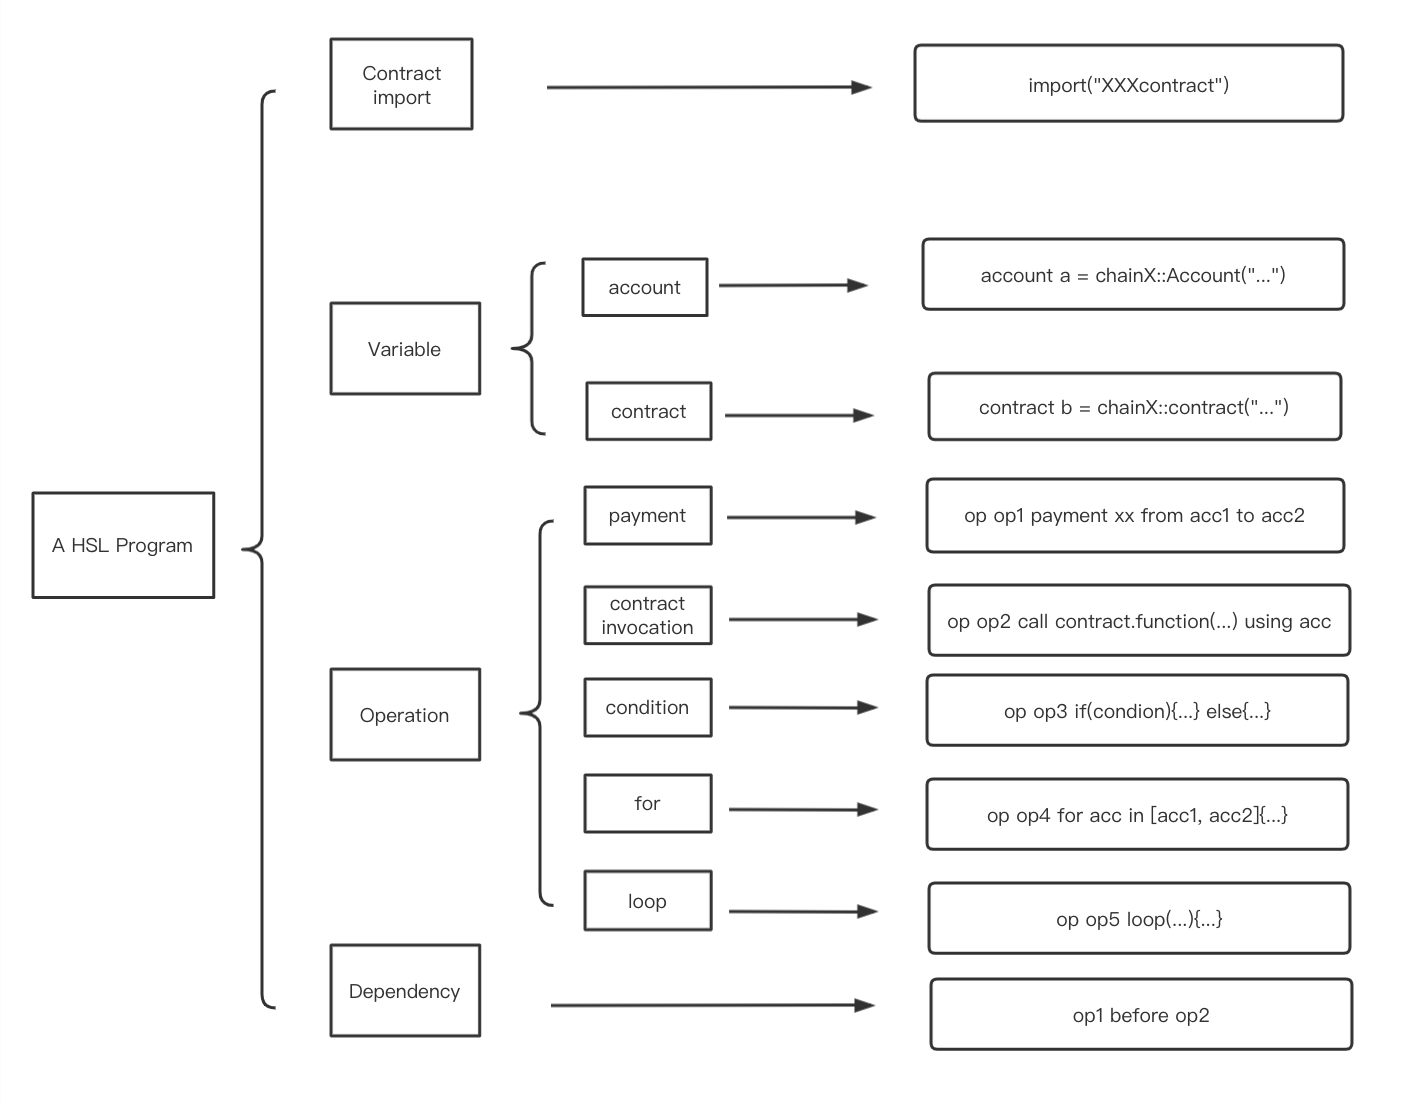 Contract
import
import("XXXcontract")
account
account a = chainX::Account("...")
Variable
contract
contract b = chainX::contract("...")
A HSL Program
payment
op op1 payment xx from acc1 to acc2
contract
invocation
op op2 call contract.function(...) using acc
Operation
condition
op op3 if(condion){...} else{...}
for
op op4 for acc in [acc1, acc2]{...}
loop
op op5 loop(...){...}
Dependency
op1 before op2